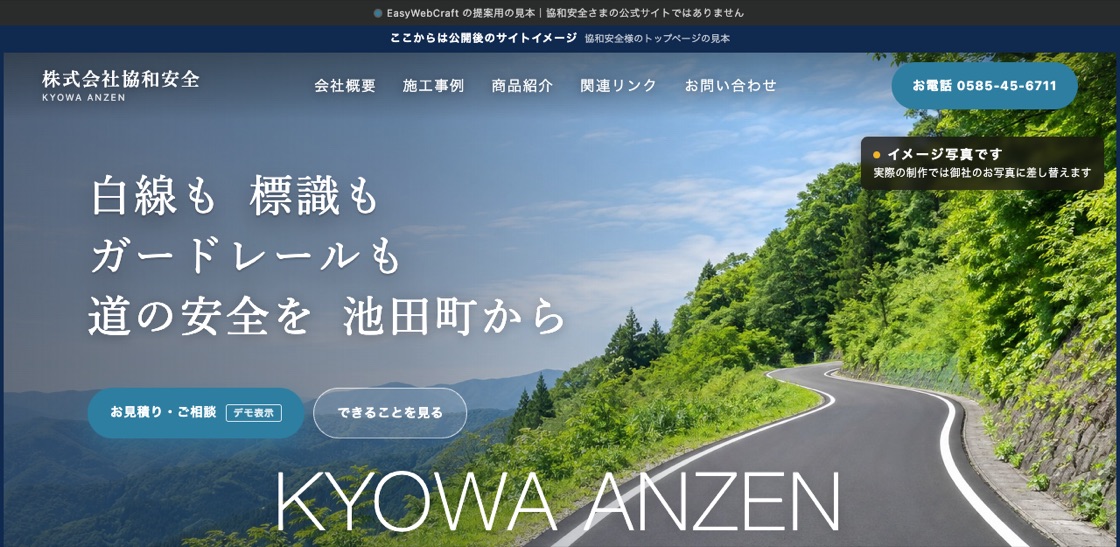 EasyWebCraft の提案用の見本｜協和安全さまの公式サイトではありません
ここからは公開後のサイトイメージ 協和安全様のトップページの見本
株式会社協和安全
KYOWA ANZEN
会社概要 施工事例 商品紹介 関連リンク お問い合わせ
お電話 0585-45-6711
イメージ写真です
実際の制作では御社のお写真に差し替えます
白線も 標識も
ガードレールも
道の安全を 池田町から
お見積り・ご相談 デモ表示
できることを見る
KYOWA ANZEN